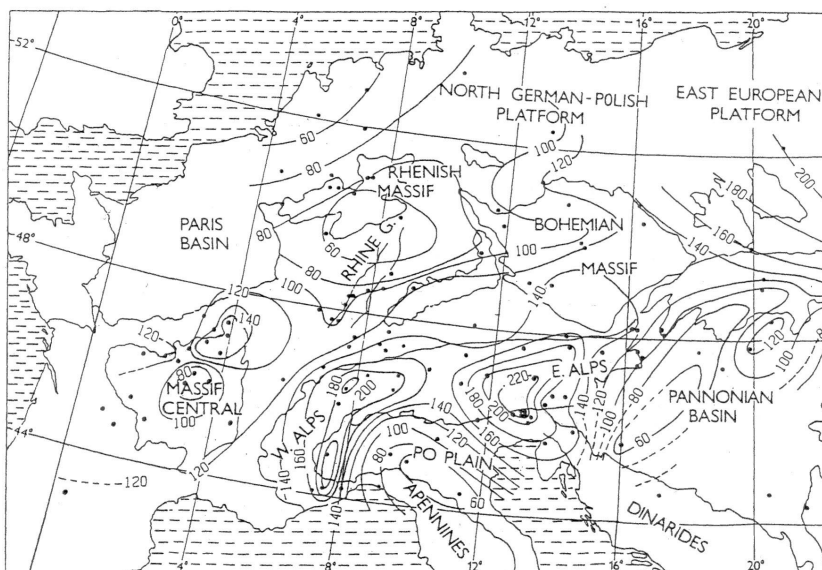 0° 4° 8° 12° 16° 20°
52°
NORTH GERMAN-POLISH
PLATFORM
EAST EUROPEAN
PLATFORM
60
80
100
120
200
180
160
140
RHENISH
MASSIF
PARIS
BASIN
80
60
RHINE G.
BOHEMIAN
MASSIF
48°
80
100
100
140
120
140
120
80
MASSIF
CENTRAL
100
180
200
W. ALPS
220
200
180
160
E. ALPS
140
120
100
80
60
120
100
80
PANNONIAN
BASIN
44°
140
100
120
80
PO PLAIN
60
160
140
140
120
120
APENNINES
DINARIDES
4° 8° 12° 16° 20°